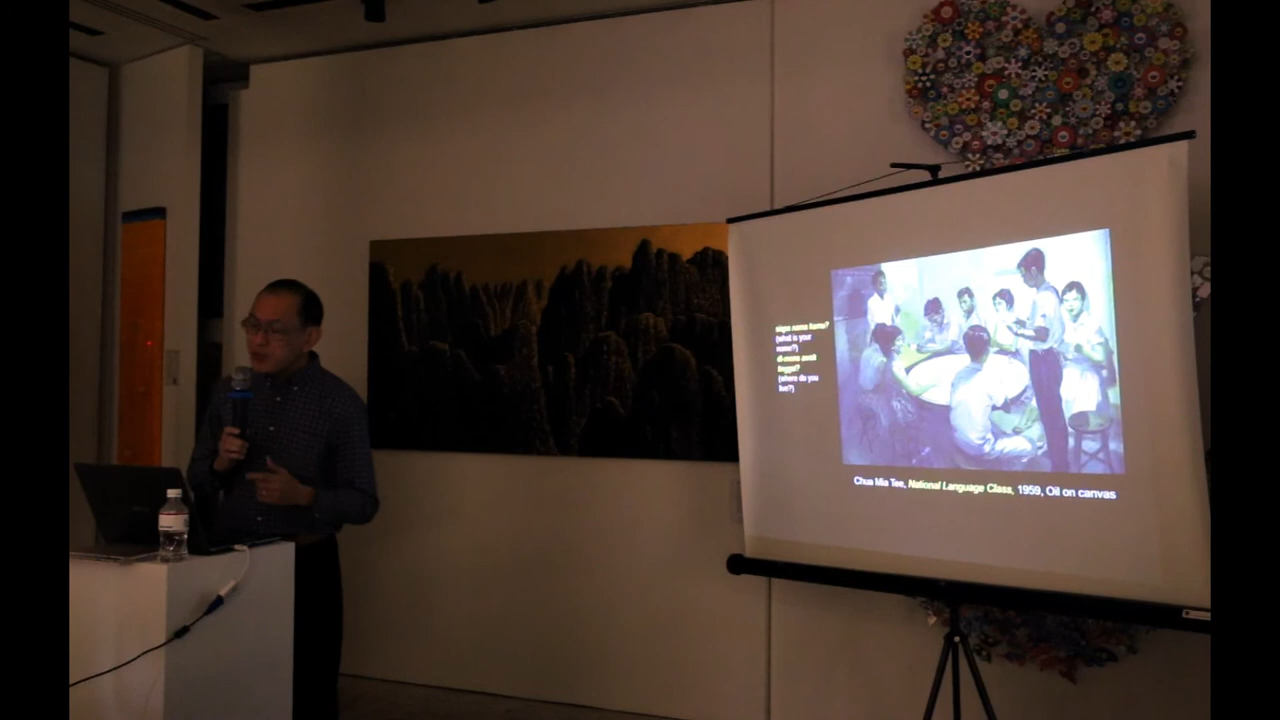 siapa nama kamu?
(what is your
name?)
di-mana awak
tinggal?
(where do you
live?)
Chua Mia Tee, National Language Class, 1959, Oil on canvas